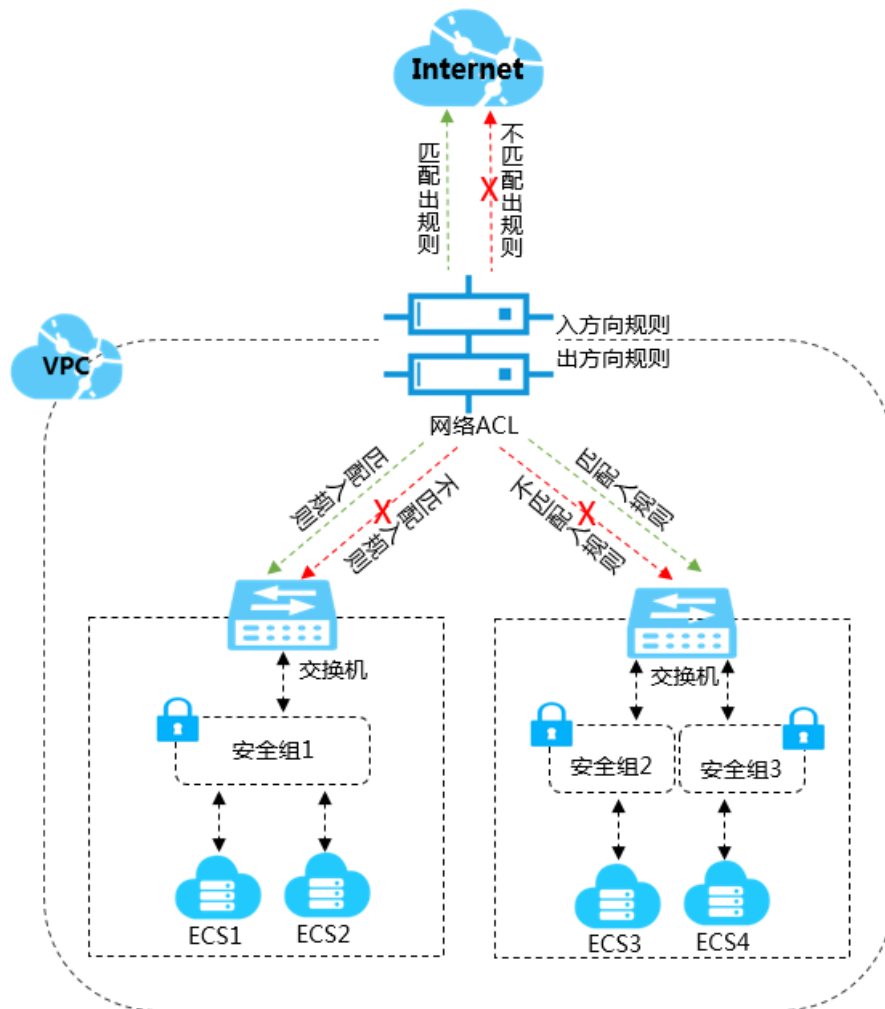 Internet
匹配出规则
不匹配出规则
入方向规则
出方向规则
VPC
网络ACL
匹配入规则
不匹配入规则
不匹配入规则
匹配入规则
交换机
交换机
安全组1
安全组2
安全组3
ECS1
ECS2
ECS3
ECS4